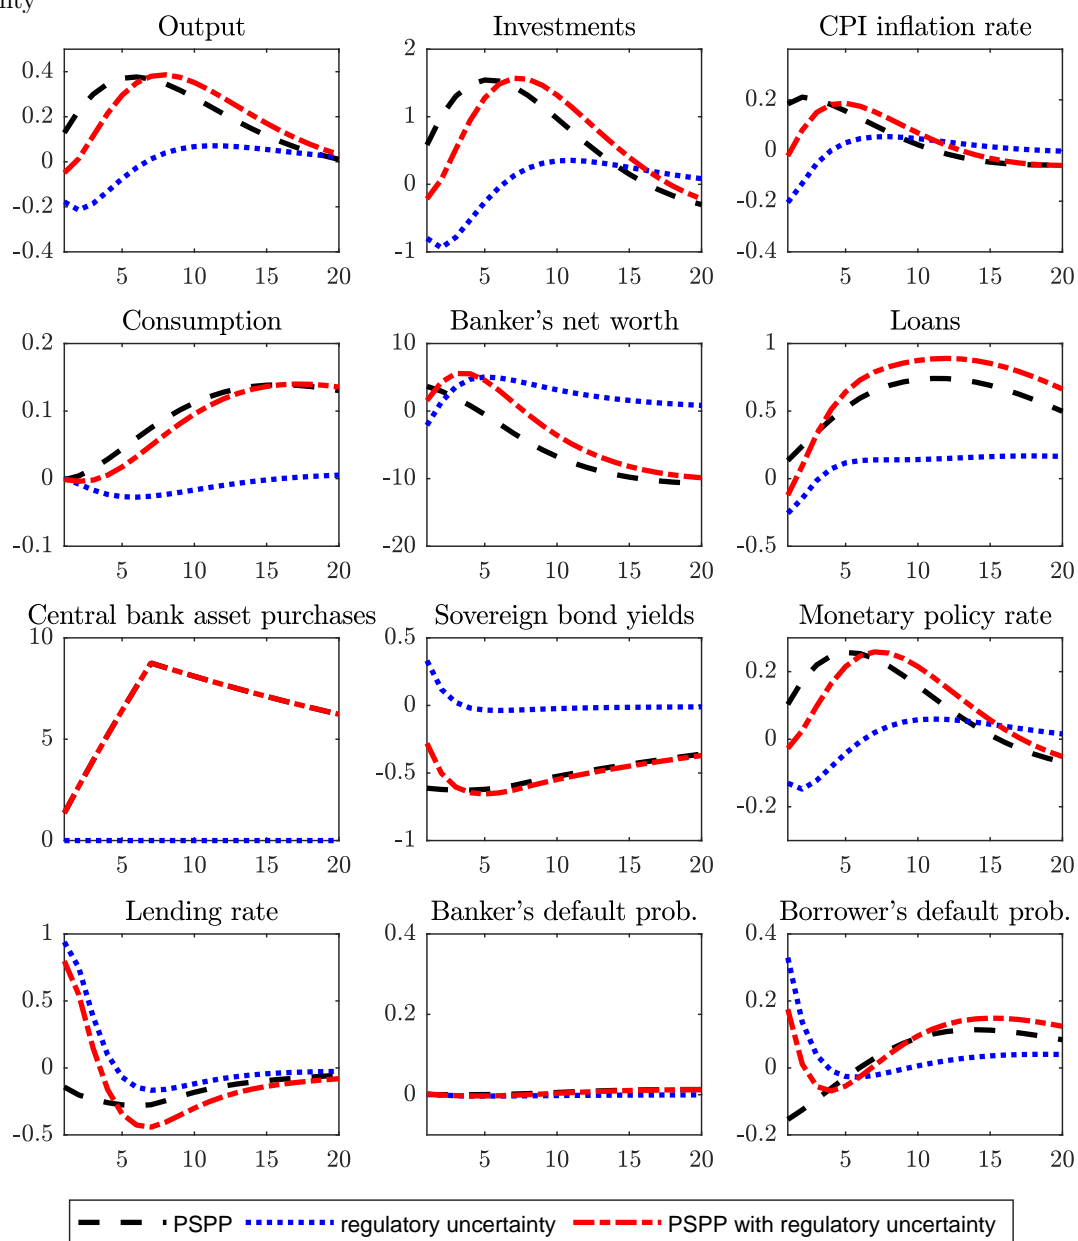 Output Investments CPI inflation rate
0.4 2 0.2
0.2 1 0
0 0 -0.2
-0.2 -1 -0.4
-0.4
5 10 15 20 5 10 15 20 5 10 15 20
Consumption Banker's net worth Loans
0.2 10 1
0.1 0 0.5
0 -10 0
-0.1 -20 -0.5
5 10 15 20 5 10 15 20 5 10 15 20
Central bank asset purchases Sovereign bond yields Monetary policy rate
10 0.5 0.2
5 0 0
0 -0.5 -0.2
-1
5 10 15 20 5 10 15 20 5 10 15 20
Lending rate Banker's default prob. Borrower's default prob.
1 0.4 0.4
0.5 0.2 0.2
0 0 0
-0.5 -0.2
5 10 15 20 5 10 15 20 5 10 15 20
PSPP regulatory uncertainty PSPP with regulatory uncertainty